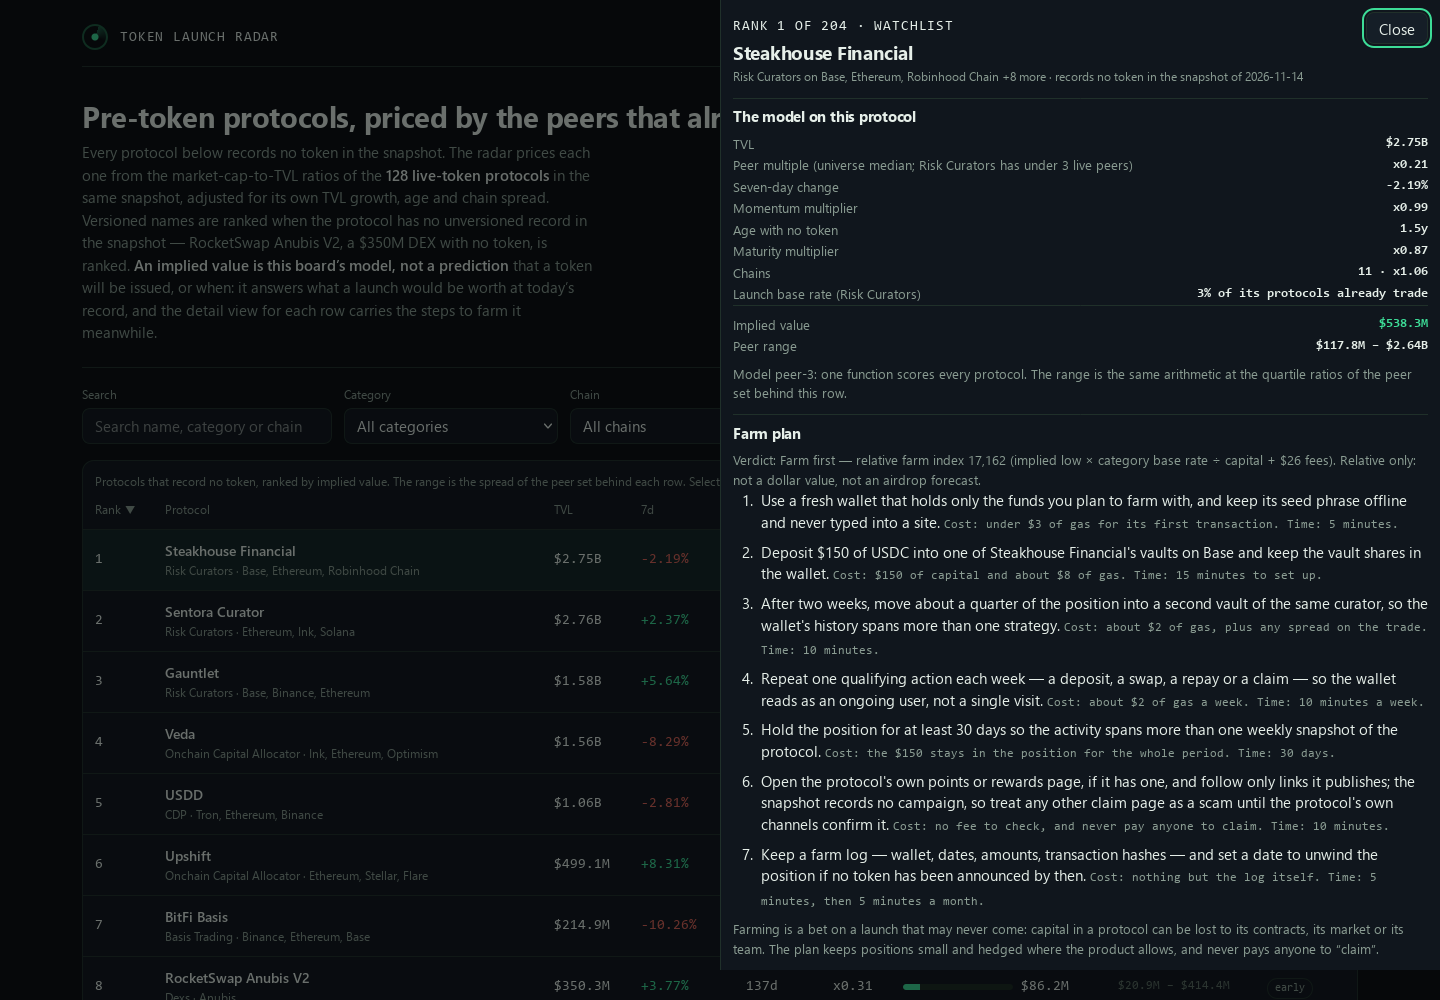 TOKEN LAUNCH RADAR
Pre-token protocols, priced by the peers that alr
Every protocol below records no token in the snapshot. The radar prices each
one from the market-cap-to-TVL ratios of the 128 live-token protocols in the
same snapshot, adjusted for its own TVL growth, age and chain spread.
Versioned names are ranked when the protocol has no unversioned record in
the snapshot — RocketSwap Anubis V2, a $350M DEX with no token, is
ranked. An implied value is this board's model, not a prediction that a token
will be issued, or when: it answers what a launch would be worth at today's
record, and the detail view for each row carries the steps to farm it
meanwhile.
Search
Category
Chain
Search name, category or chain
All categories
All chains
Protocols that record no token, ranked by implied value. The range is the spread of the peer set behind each row. Select
Rank ▼
Protocol
TVL
7d
1
Steakhouse Financial
$2.75B
-2.19%
Risk Curators · Base, Ethereum, Robinhood Chain
2
Sentora Curator
$2.76B
+2.37%
Risk Curators · Ethereum, Ink, Solana
3
Gauntlet
$1.58B
+5.64%
Risk Curators · Base, Binance, Ethereum
4
Veda
$1.56B
-8.29%
Onchain Capital Allocator · Ink, Ethereum, Optimism
5
USDD
$1.06B
-2.81%
CDP · Tron, Ethereum, Binance
6
Upshift
$499.1M
+8.31%
Onchain Capital Allocator · Ethereum, Stellar, Flare
7
BitFi Basis
$214.9M
-10.26%
Basis Trading · Binance, Ethereum, Base
8
RocketSwap Anubis V2
$350.3M
+3.77%
137d
x0.31
$86.2M
$20.9M – $414.4M
early
Dexs · Anubis
RANK 1 OF 204 · WATCHLIST
Close
Steakhouse Financial
Risk Curators on Base, Ethereum, Robinhood Chain +8 more · records no token in the snapshot of 2026-11-14
The model on this protocol
TVL
$2.75B
Peer multiple (universe median; Risk Curators has under 3 live peers)
x0.21
Seven-day change
-2.19%
Momentum multiplier
x0.99
Age with no token
1.5y
Maturity multiplier
x0.87
Chains
11 · x1.06
Launch base rate (Risk Curators)
3% of its protocols already trade
Implied value
$538.3M
Peer range
$117.8M – $2.64B
Model peer-3: one function scores every protocol. The range is the same arithmetic at the quartile ratios of the peer
set behind this row.
Farm plan
Verdict: Farm first — relative farm index 17,162 (implied low × category base rate ÷ capital + $26 fees). Relative only:
not a dollar value, not an airdrop forecast.
1. Use a fresh wallet that holds only the funds you plan to farm with, and keep its seed phrase offline
and never typed into a site. Cost: under $3 of gas for its first transaction. Time: 5 minutes.
2. Deposit $150 of USDC into one of Steakhouse Financial's vaults on Base and keep the vault shares in
the wallet. Cost: $150 of capital and about $8 of gas. Time: 15 minutes to set up.
3. After two weeks, move about a quarter of the position into a second vault of the same curator, so the
wallet's history spans more than one strategy. Cost: about $2 of gas, plus any spread on the trade.
Time: 10 minutes.
4. Repeat one qualifying action each week — a deposit, a swap, a repay or a claim — so the wallet
reads as an ongoing user, not a single visit. Cost: about $2 of gas a week. Time: 10 minutes a week.
5. Hold the position for at least 30 days so the activity spans more than one weekly snapshot of the
protocol. Cost: the $150 stays in the position for the whole period. Time: 30 days.
6. Open the protocol's own points or rewards page, if it has one, and follow only links it publishes; the
snapshot records no campaign, so treat any other claim page as a scam until the protocol's own
channels confirm it. Cost: no fee to check, and never pay anyone to claim. Time: 10 minutes.
7. Keep a farm log — wallet, dates, amounts, transaction hashes — and set a date to unwind the
position if no token has been announced by then. Cost: nothing but the log itself. Time: 5
minutes, then 5 minutes a month.
Farming is a bet on a launch that may never come: capital in a protocol can be lost to its contracts, its market or its
team. The plan keeps positions small and hedged where the product allows, and never pays anyone to “claim”.